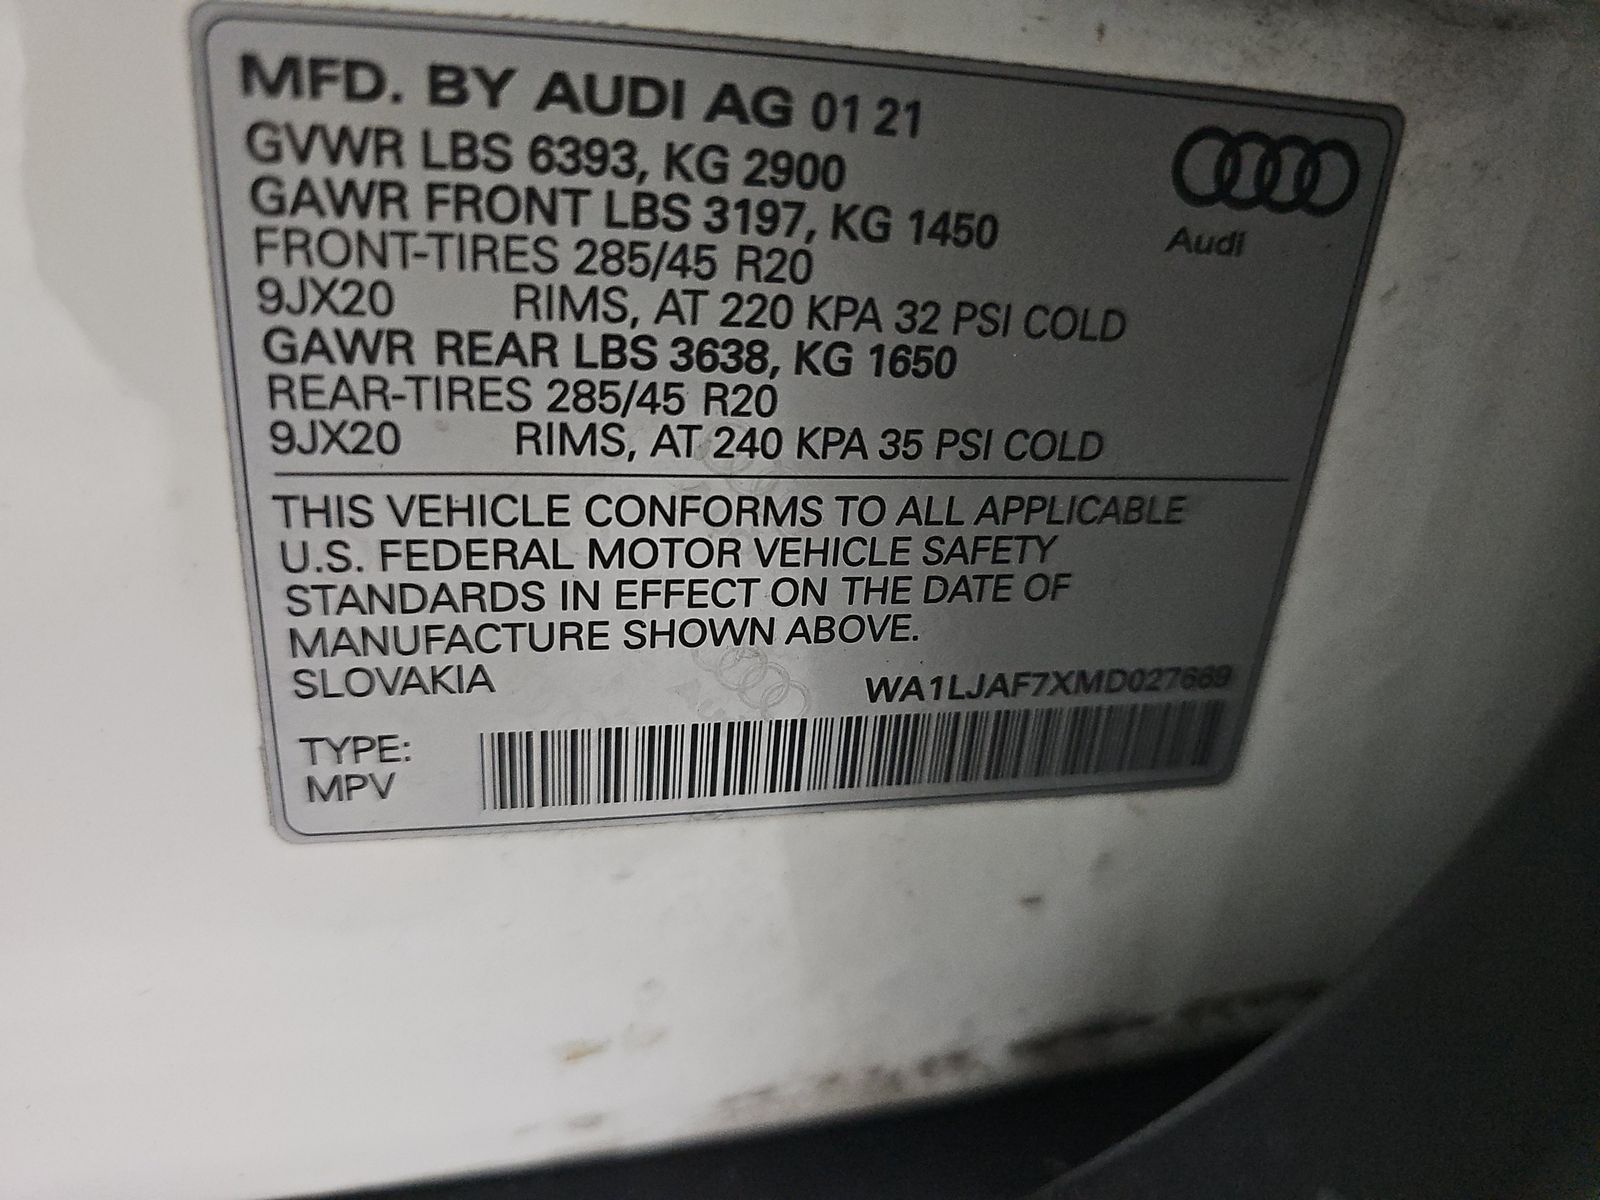 MFD. BY AUDI AG 01 21
GVWR LBS 6393, KG 2900
GAWR FRONT LBS 3197, KG 1450
FRONT-TIRES 285/45 R20
9JX20 RIMS, AT 220 KPA 32 PSI COLD
GAWR REAR LBS 3638, KG 1650
REAR-TIRES 285/45 R20
9JX20 RIMS, AT 240 KPA 35 PSI COLD
Audi
THIS VEHICLE CONFORMS TO ALL APPLICABLE
U.S. FEDERAL MOTOR VEHICLE SAFETY
STANDARDS IN EFFECT ON THE DATE OF
MANUFACTURE SHOWN ABOVE.
SLOVAKIA WA1LJAF7XMD027669
TYPE:
MPV